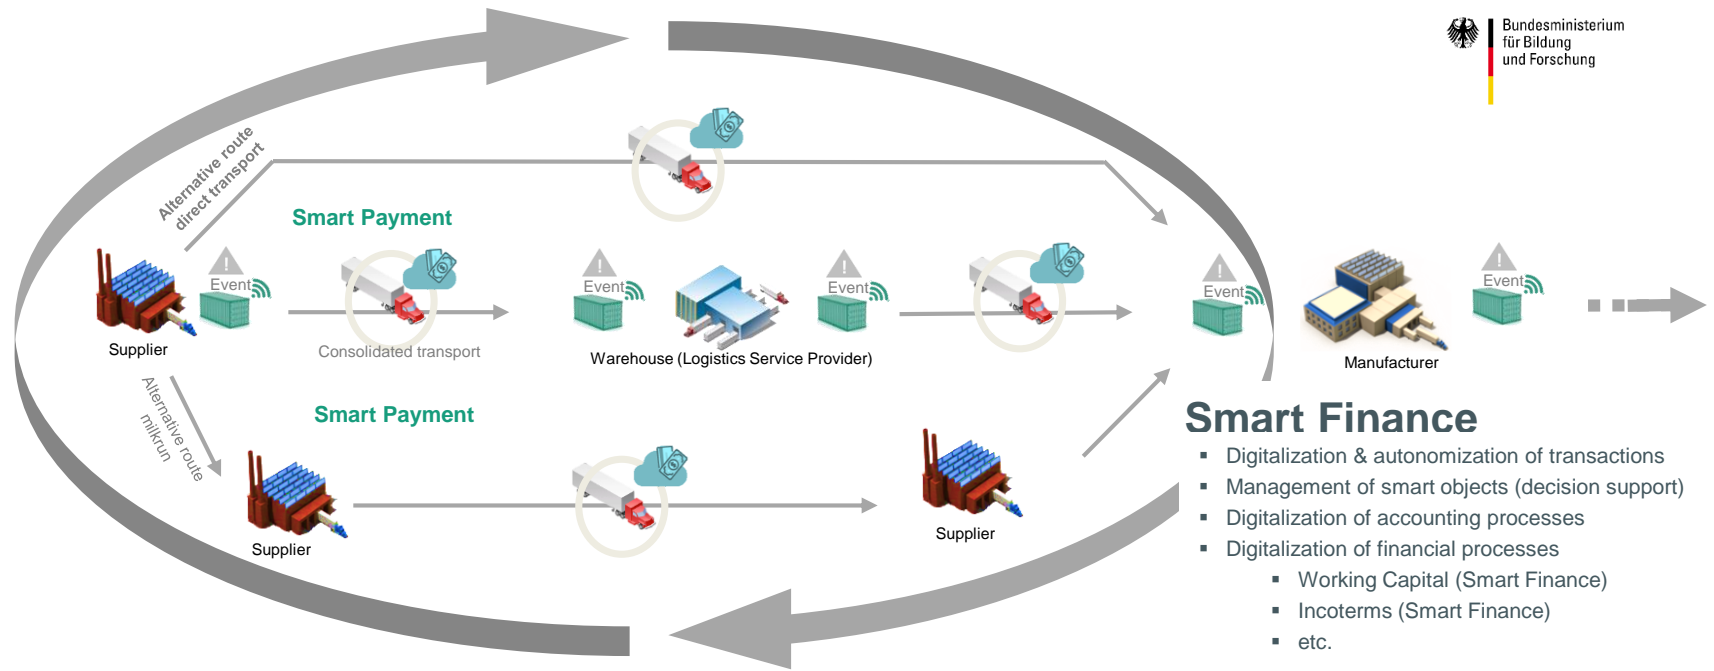 Bundesministerium
für Bildung
und Forschung
Alternative route
direct transport
Smart Payment
Event
Event
Event
Event
Event
Supplier
Consolidated transport
Warehouse (Logistics Service Provider)
Manufacturer
Alternative route
milkrun
Smart Payment
Supplier
Supplier
Smart Finance
▪ Digitalization & autonomization of transactions
▪ Management of smart objects (decision support)
▪ Digitalization of accounting processes
▪ Digitalization of financial processes
▪ Working Capital (Smart Finance)
▪ Incoterms (Smart Finance)
▪ etc.